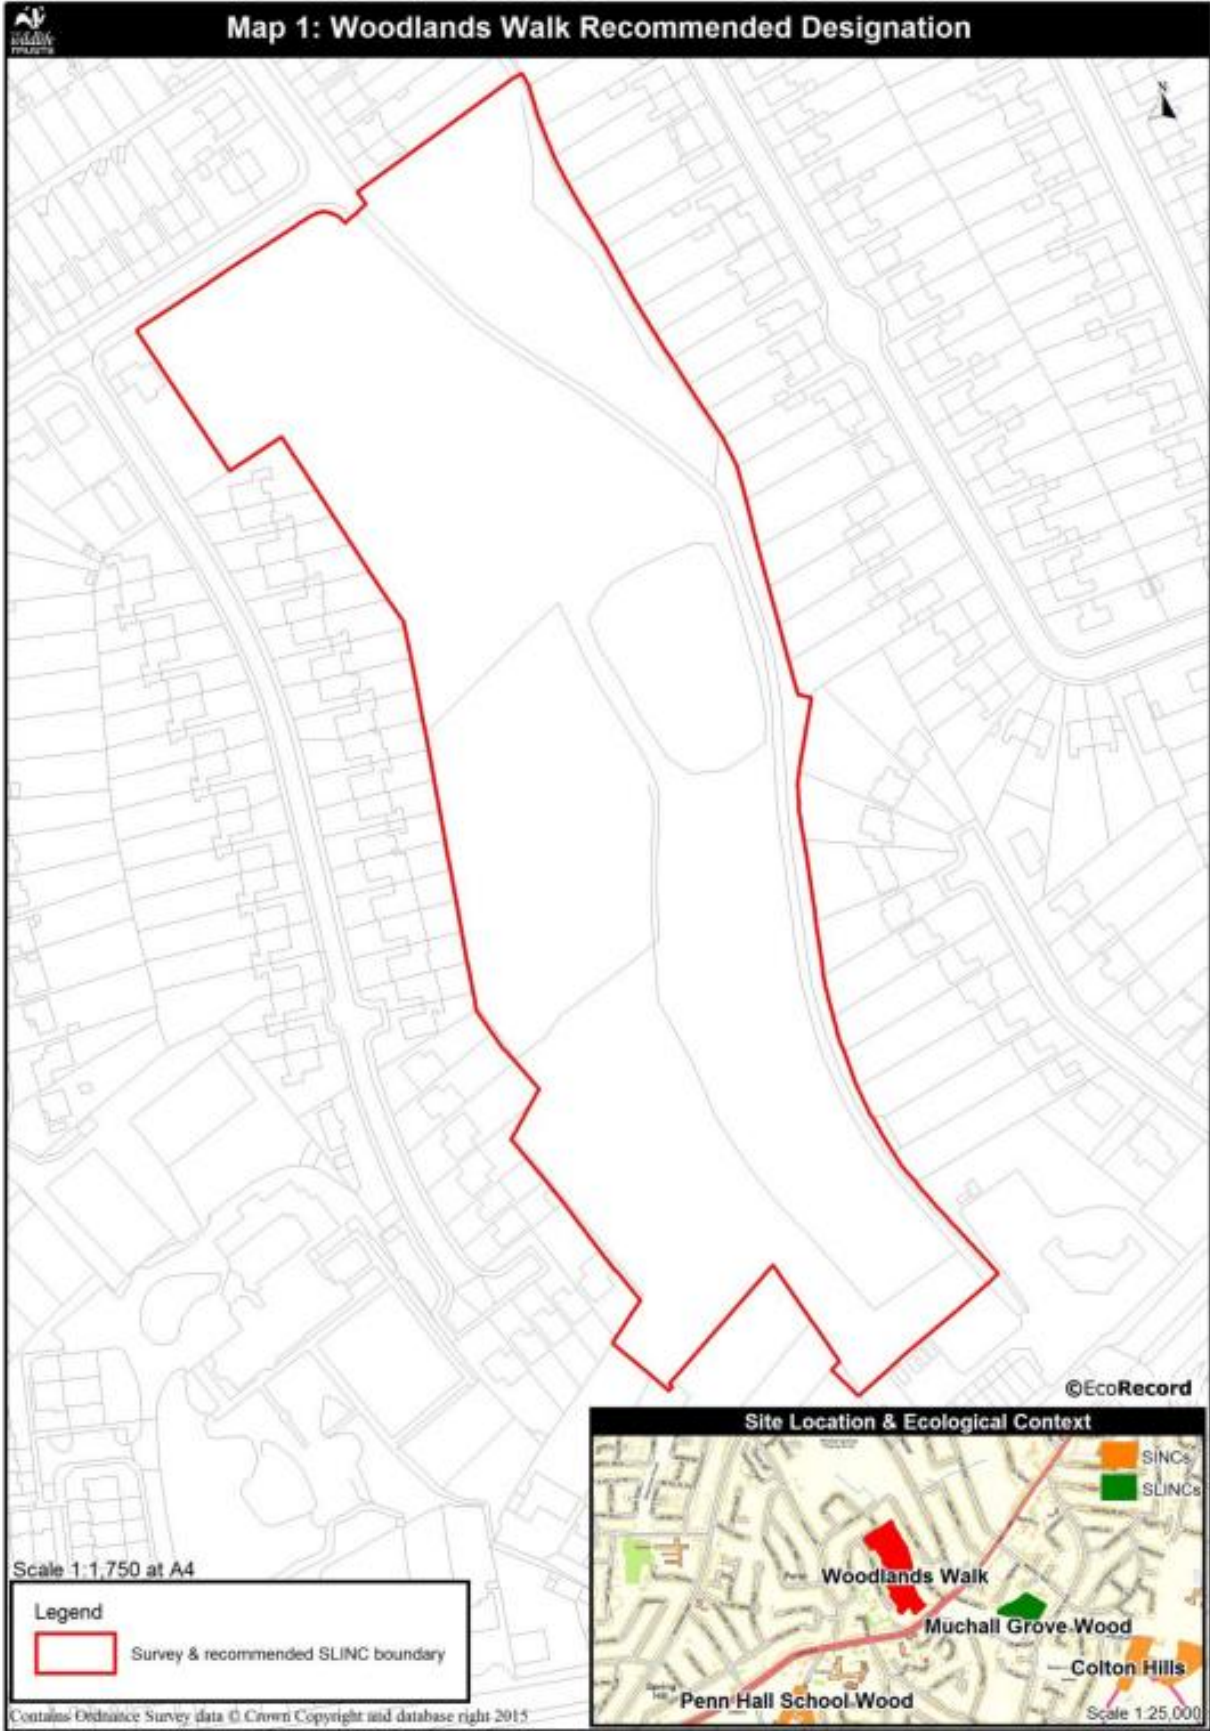 wildlife
TRUSTS
Map 1: Woodlands Walk Recommended Designation
N
©EcoRecord
Site Location & Ecological Context
SINCs
SLINCs
Woodlands Walk
Muchall Grove Wood
Colton Hills
Penn Hall School Wood
Scale 1:25,000
Scale 1:1,750 at A4
Legend
Survey & recommended SLINC boundary
Contains Ordnance Survey data © Crown Copyright and database right 2015